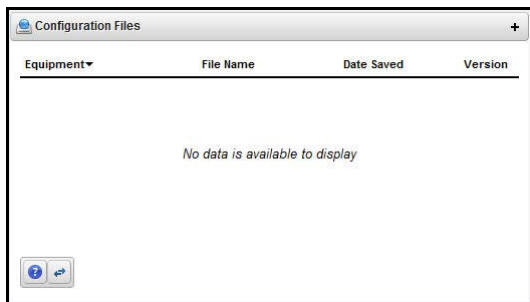 Configuration Files +
Equipment▾ File Name Date Saved Version
No data is available to display
?